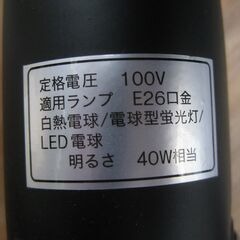 定格電圧 100V
適用ランプ E26口金
白熱電球/電球型蛍光灯/
LED電球
明るさ 40W相当